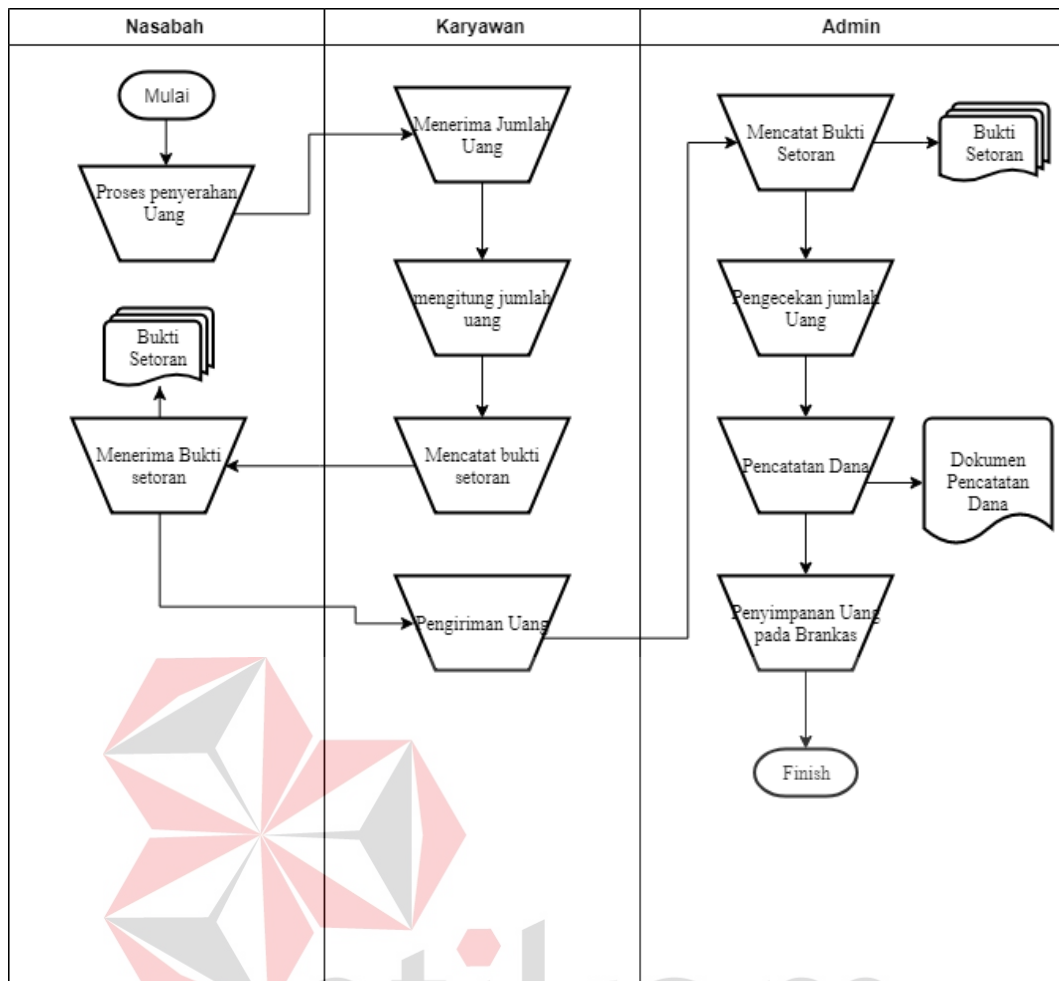 Nasabah
Karyawan
Admin
Mulai
Proses penyerahan
Uang
Bukti
Setoran
Menerima Bukti
setoran
Menerima Jumlah
Uang
mengitung jumlah
uang
Mencatat bukti
setoran
Pengiriman Uang
Mencatat Bukti
Setoran
Bukti
Setoran
Pengecekan jumlah
Uang
Pencatatan Dana
Dokumen
Pencatatan
Dana
Penyimpanan Uang
pada Brankas
Finish